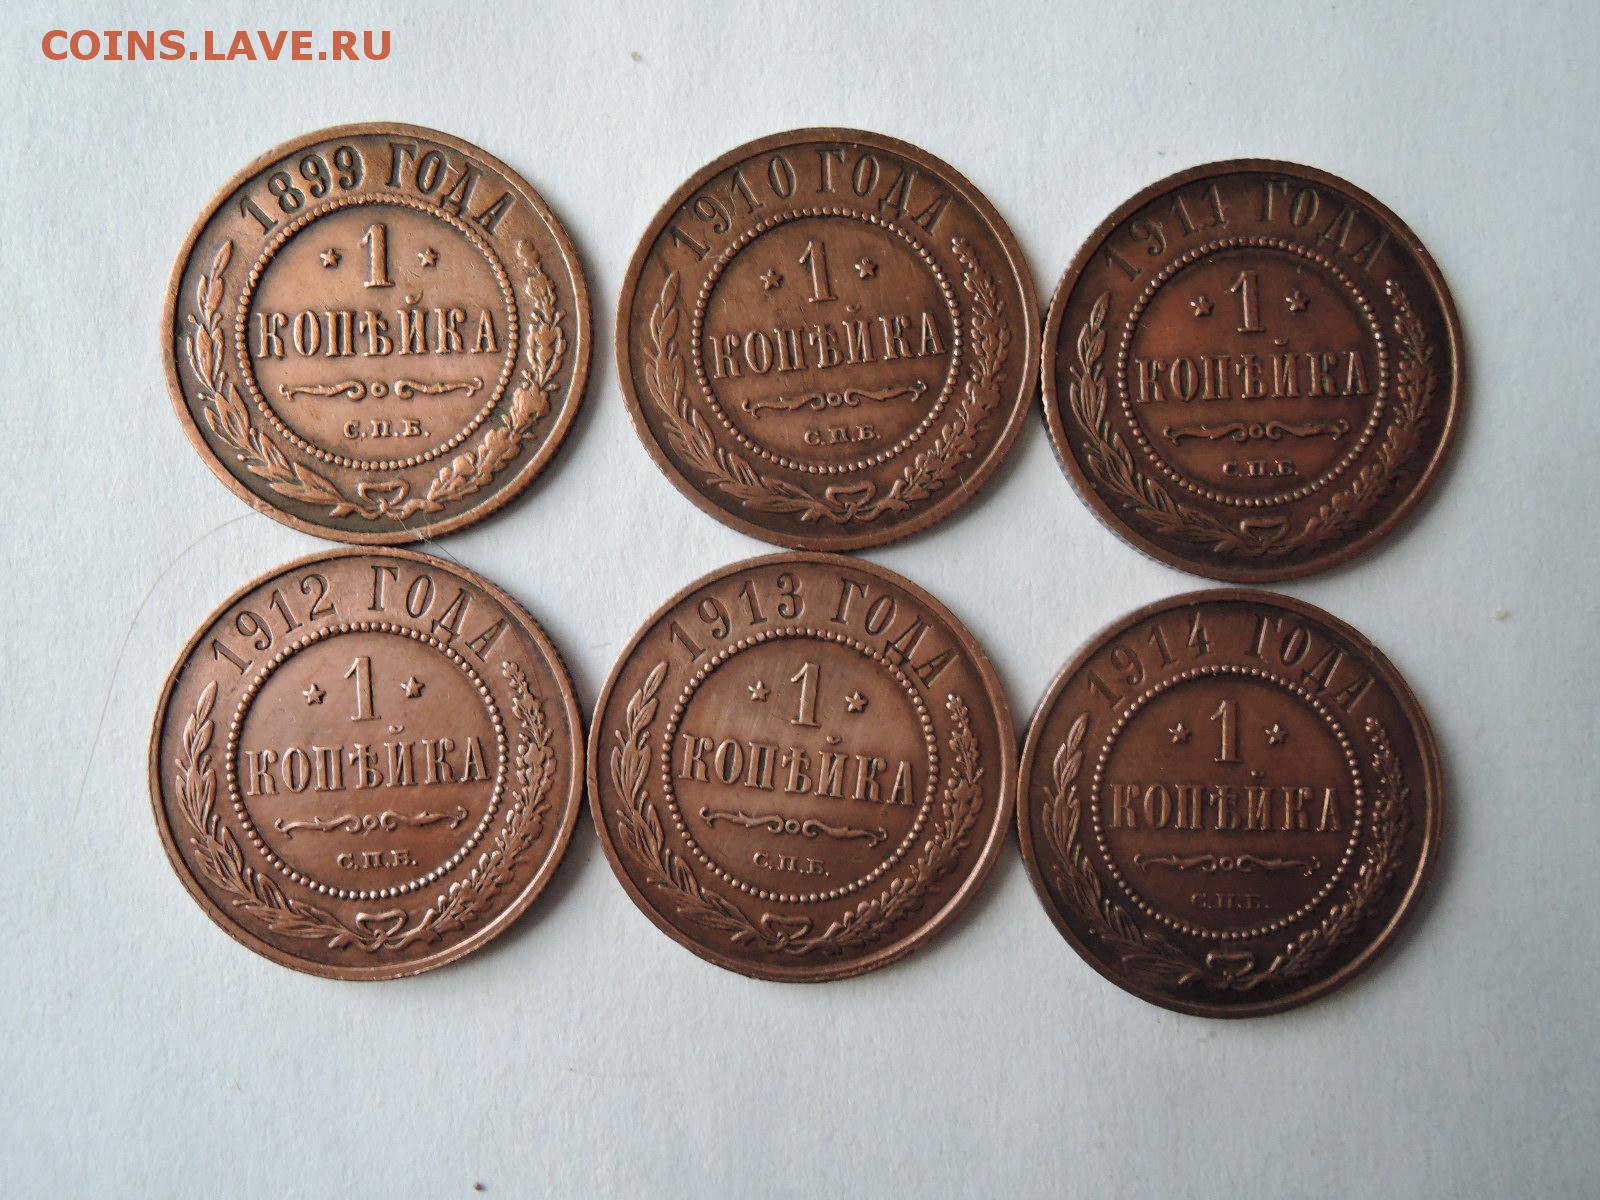 COINS.LAVE.RU
1899 ГОДА
1
КОПѢЙКА
С.П.Б.
1910 ГОДА
1
КОПѢЙКА
С.П.Б.
1911 ГОДА
1
КОПѢЙКА
С.П.Б.
1912 ГОДА
1
КОПѢЙКА
С.П.Б.
1913 ГОДА
1
КОПѢЙКА
С.П.Б.
1914 ГОДА
1
КОПѢЙКА
С.П.Б.